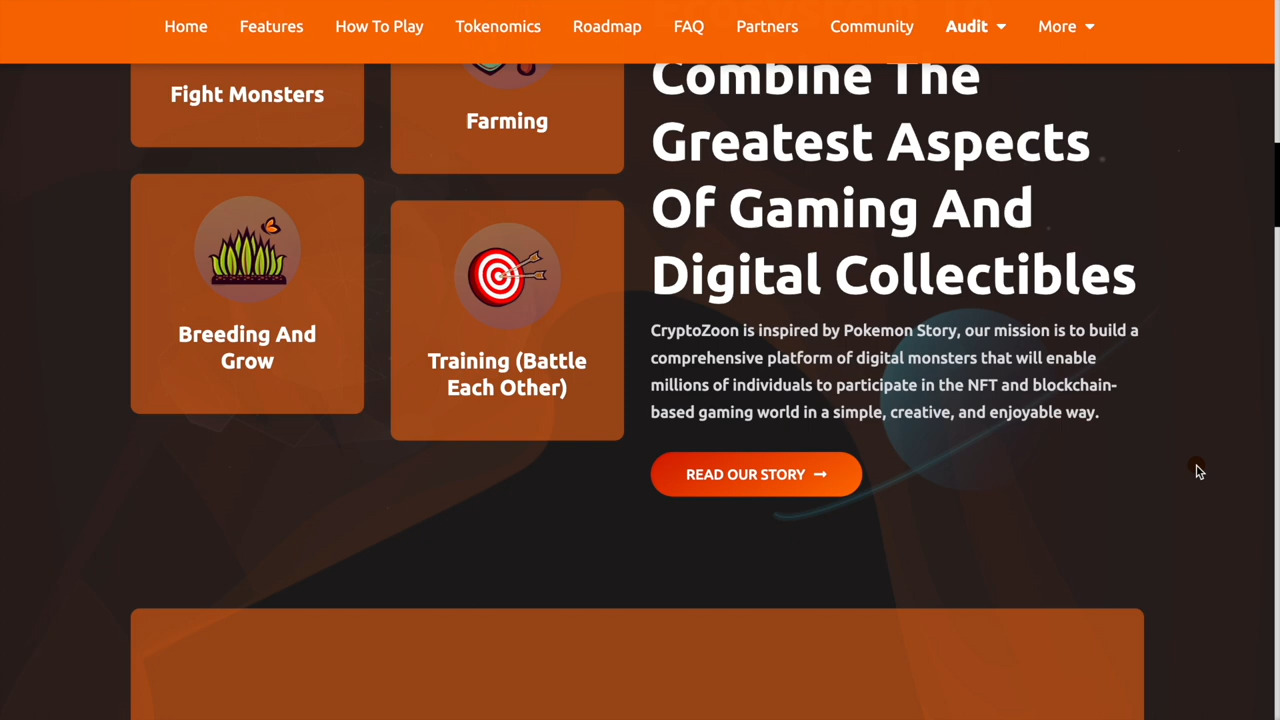 Home Features How To Play Tokenomics Roadmap FAQ Partners Community Audit More
Fight Monsters
Farming
Breeding And
Grow
Training (Battle
Each Other)
Combine The
Greatest Aspects
Of Gaming And
Digital Collectibles
CryptoZoon is inspired by Pokemon Story, our mission is to build a
comprehensive platform of digital monsters that will enable
millions of individuals to participate in the NFT and blockchain-
based gaming world in a simple, creative, and enjoyable way.
READ OUR STORY →